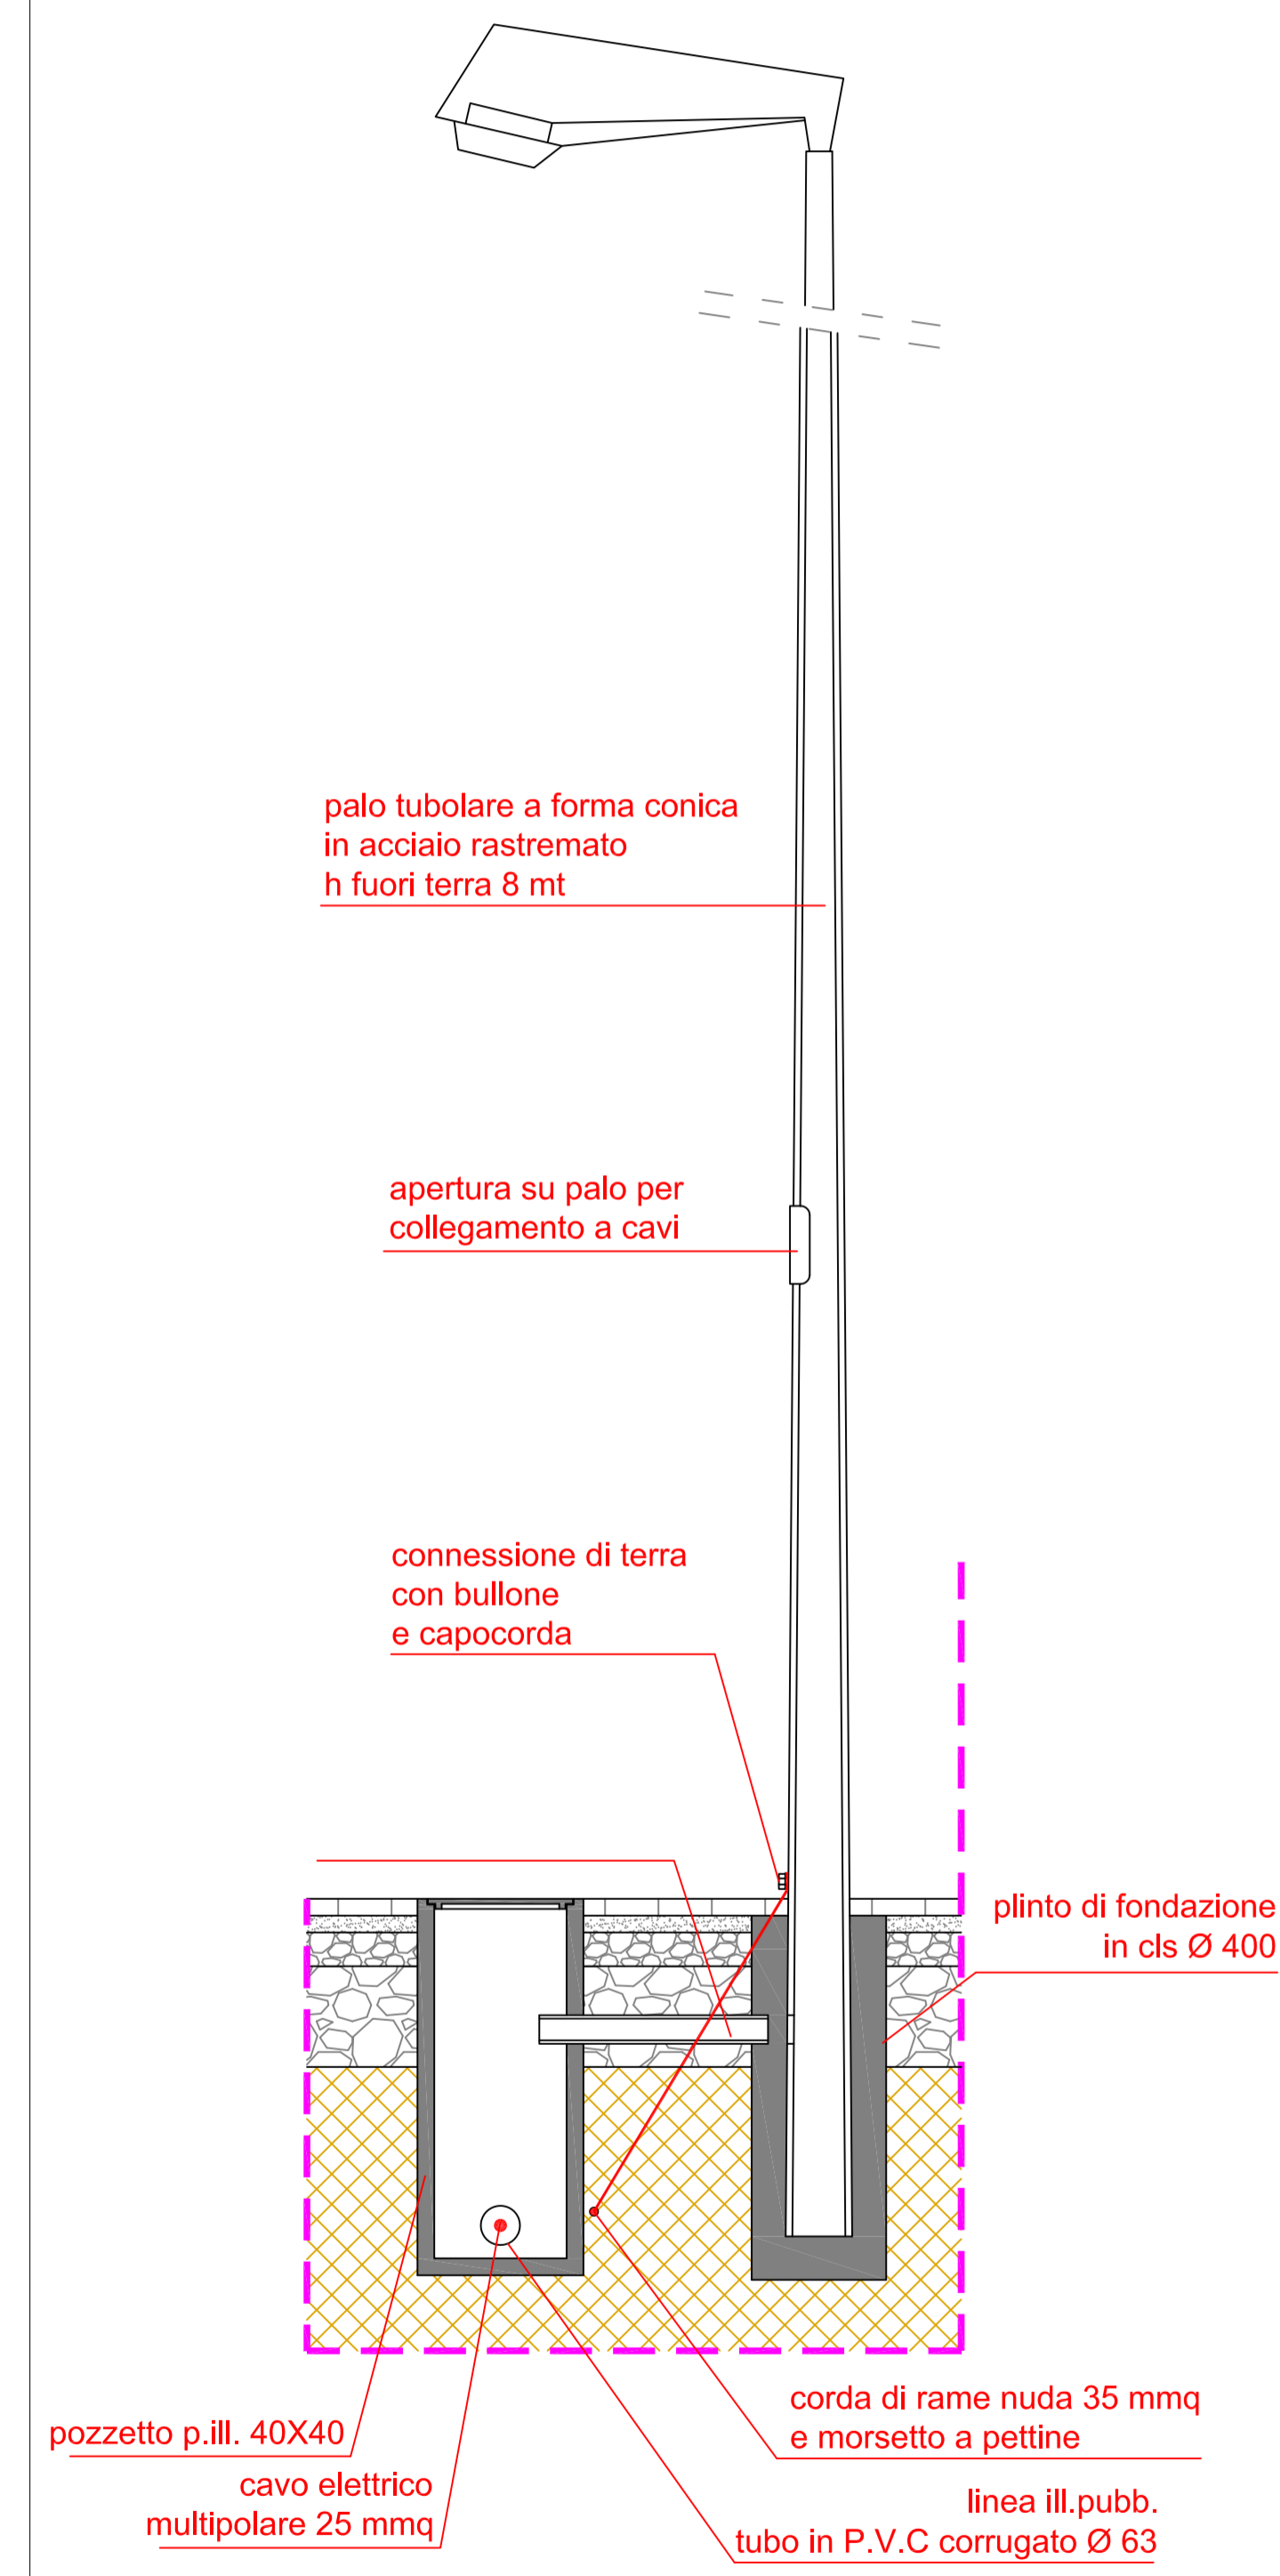 palo tubolare a forma conica
in acciaio rastremato
h fuori terra 8 mt
apertura su palo per
collegamento a cavi
connessione di terra
con bullone
e capocorda
plinto di fondazione
in cls Ø 400
corda di rame nuda 35 mmq
e morsetto a pettine
pozzetto p.ill. 40X40
cavo elettrico
multipolare 25 mmq
linea ill.pubb.
tubo in P.V.C corrugato Ø 63